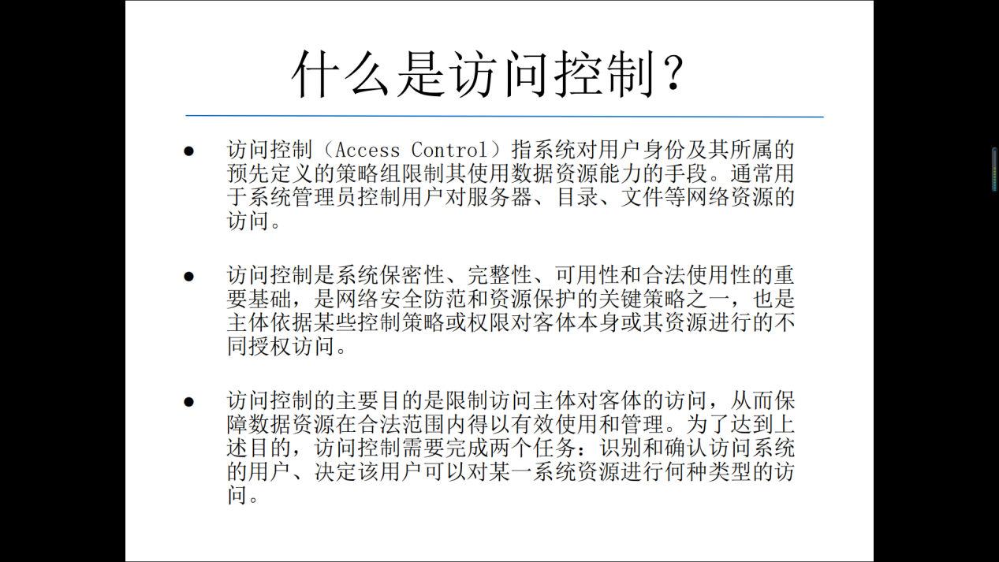 什么是访问控制？
● 访问控制（Access Control）指系统对用户身份及其所属的
预先定义的策略组限制其使用数据资源能力的手段。通常用
于系统管理员控制用户对服务器、目录、文件等网络资源的
访问。
● 访问控制是系统保密性、完整性、可用性和合法使用性的重
要基础，是网络安全防范和资源保护的关键策略之一，也是
主体依据某些控制策略或权限对客体本身或其资源进行的不
同授权访问。
● 访问控制的主要目的是限制访问主体对客体的访问，从而保
障数据资源在合法范围内得以有效使用和管理。为了达到上
述目的，访问控制需要完成两个任务：识别和确认访问系统
的用户、决定该用户可以对某一系统资源进行何种类型的访
问。